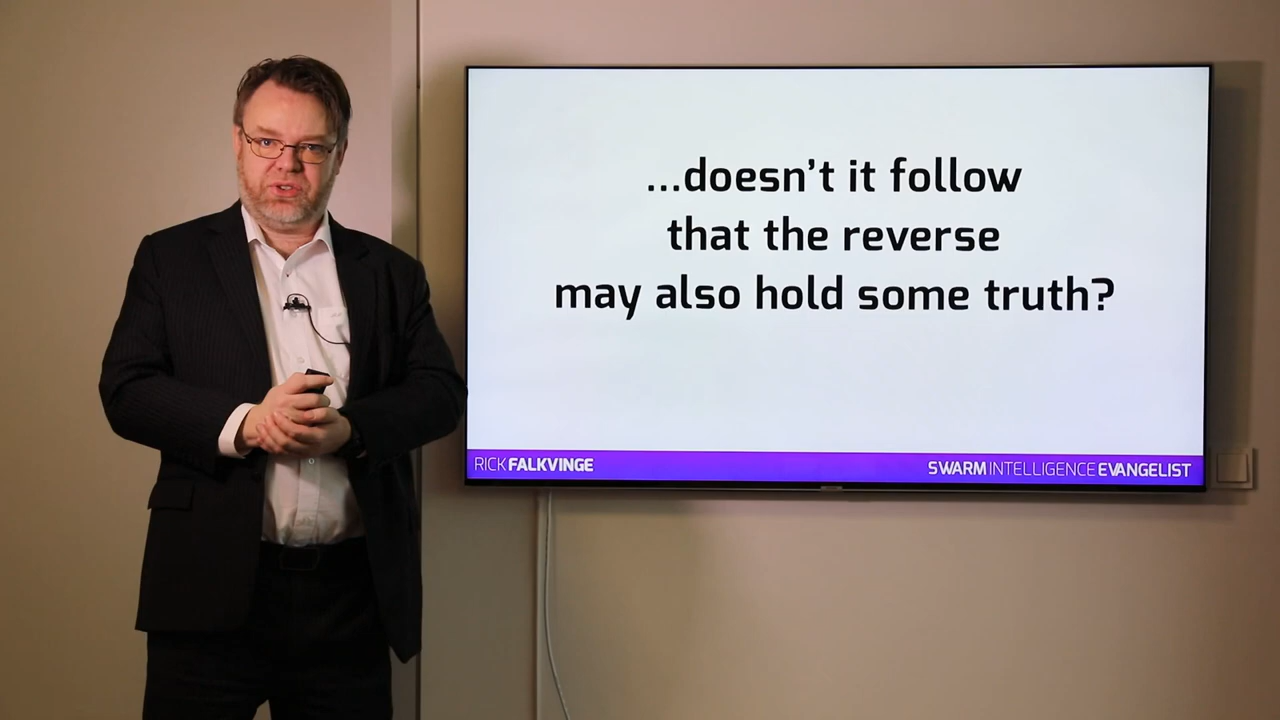 ...doesn't it follow
that the reverse
may also hold some truth?
RICK FALKVINGE
SWARM INTELLIGENCE EVANGELIST